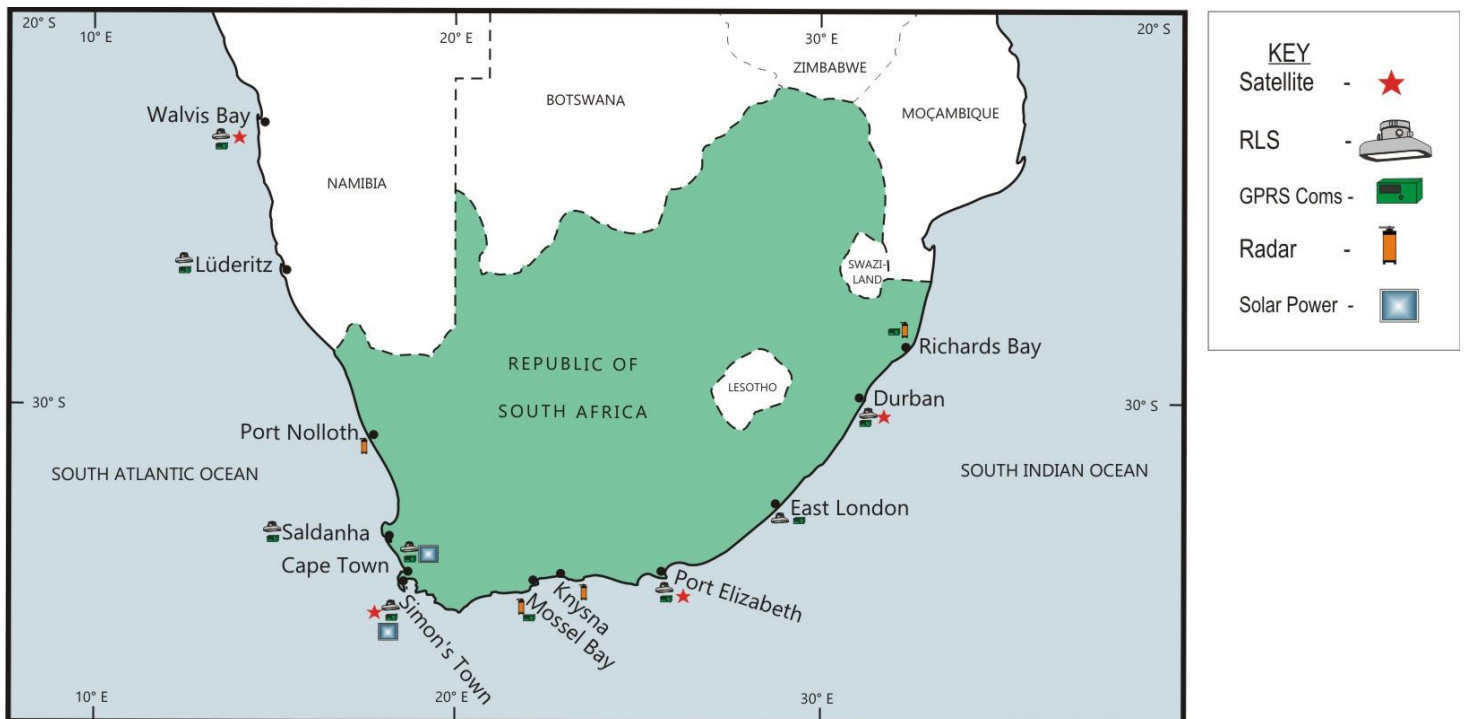 20° S
10° E
20° E
30° E
20° S
ZIMBABWE
BOTSWANA
MOÇAMBIQUE
Walvis Bay
NAMIBIA
Lüderitz
SWAZI-
LAND
Richards Bay
REPUBLIC OF
SOUTH AFRICA
LESOTHO
Durban
30° S
30° S
Port Nolloth
SOUTH ATLANTIC OCEAN
SOUTH INDIAN OCEAN
East London
Saldanha
Cape Town
Simon's Town
Mossel Bay
Knysna
Port Elizabeth
10° E
20° E
30° E
KEY
Satellite -
RLS -
GPRS Coms -
Radar -
Solar Power -